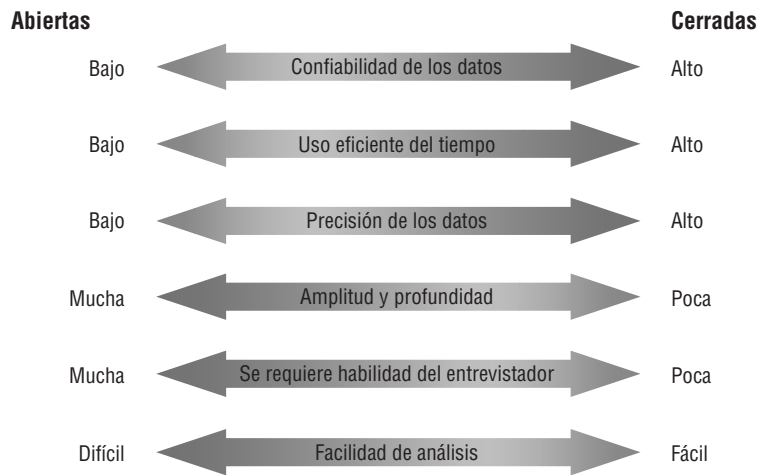 Abiertas Cerradas
Bajo Confiabilidad de los datos Alto
Bajo Uso eficiente del tiempo Alto
Bajo Precisión de los datos Alto
Mucha Amplitud y profundidad Poca
Mucha Se requiere habilidad del entrevistador Poca
Difícil Facilidad de análisis Fácil